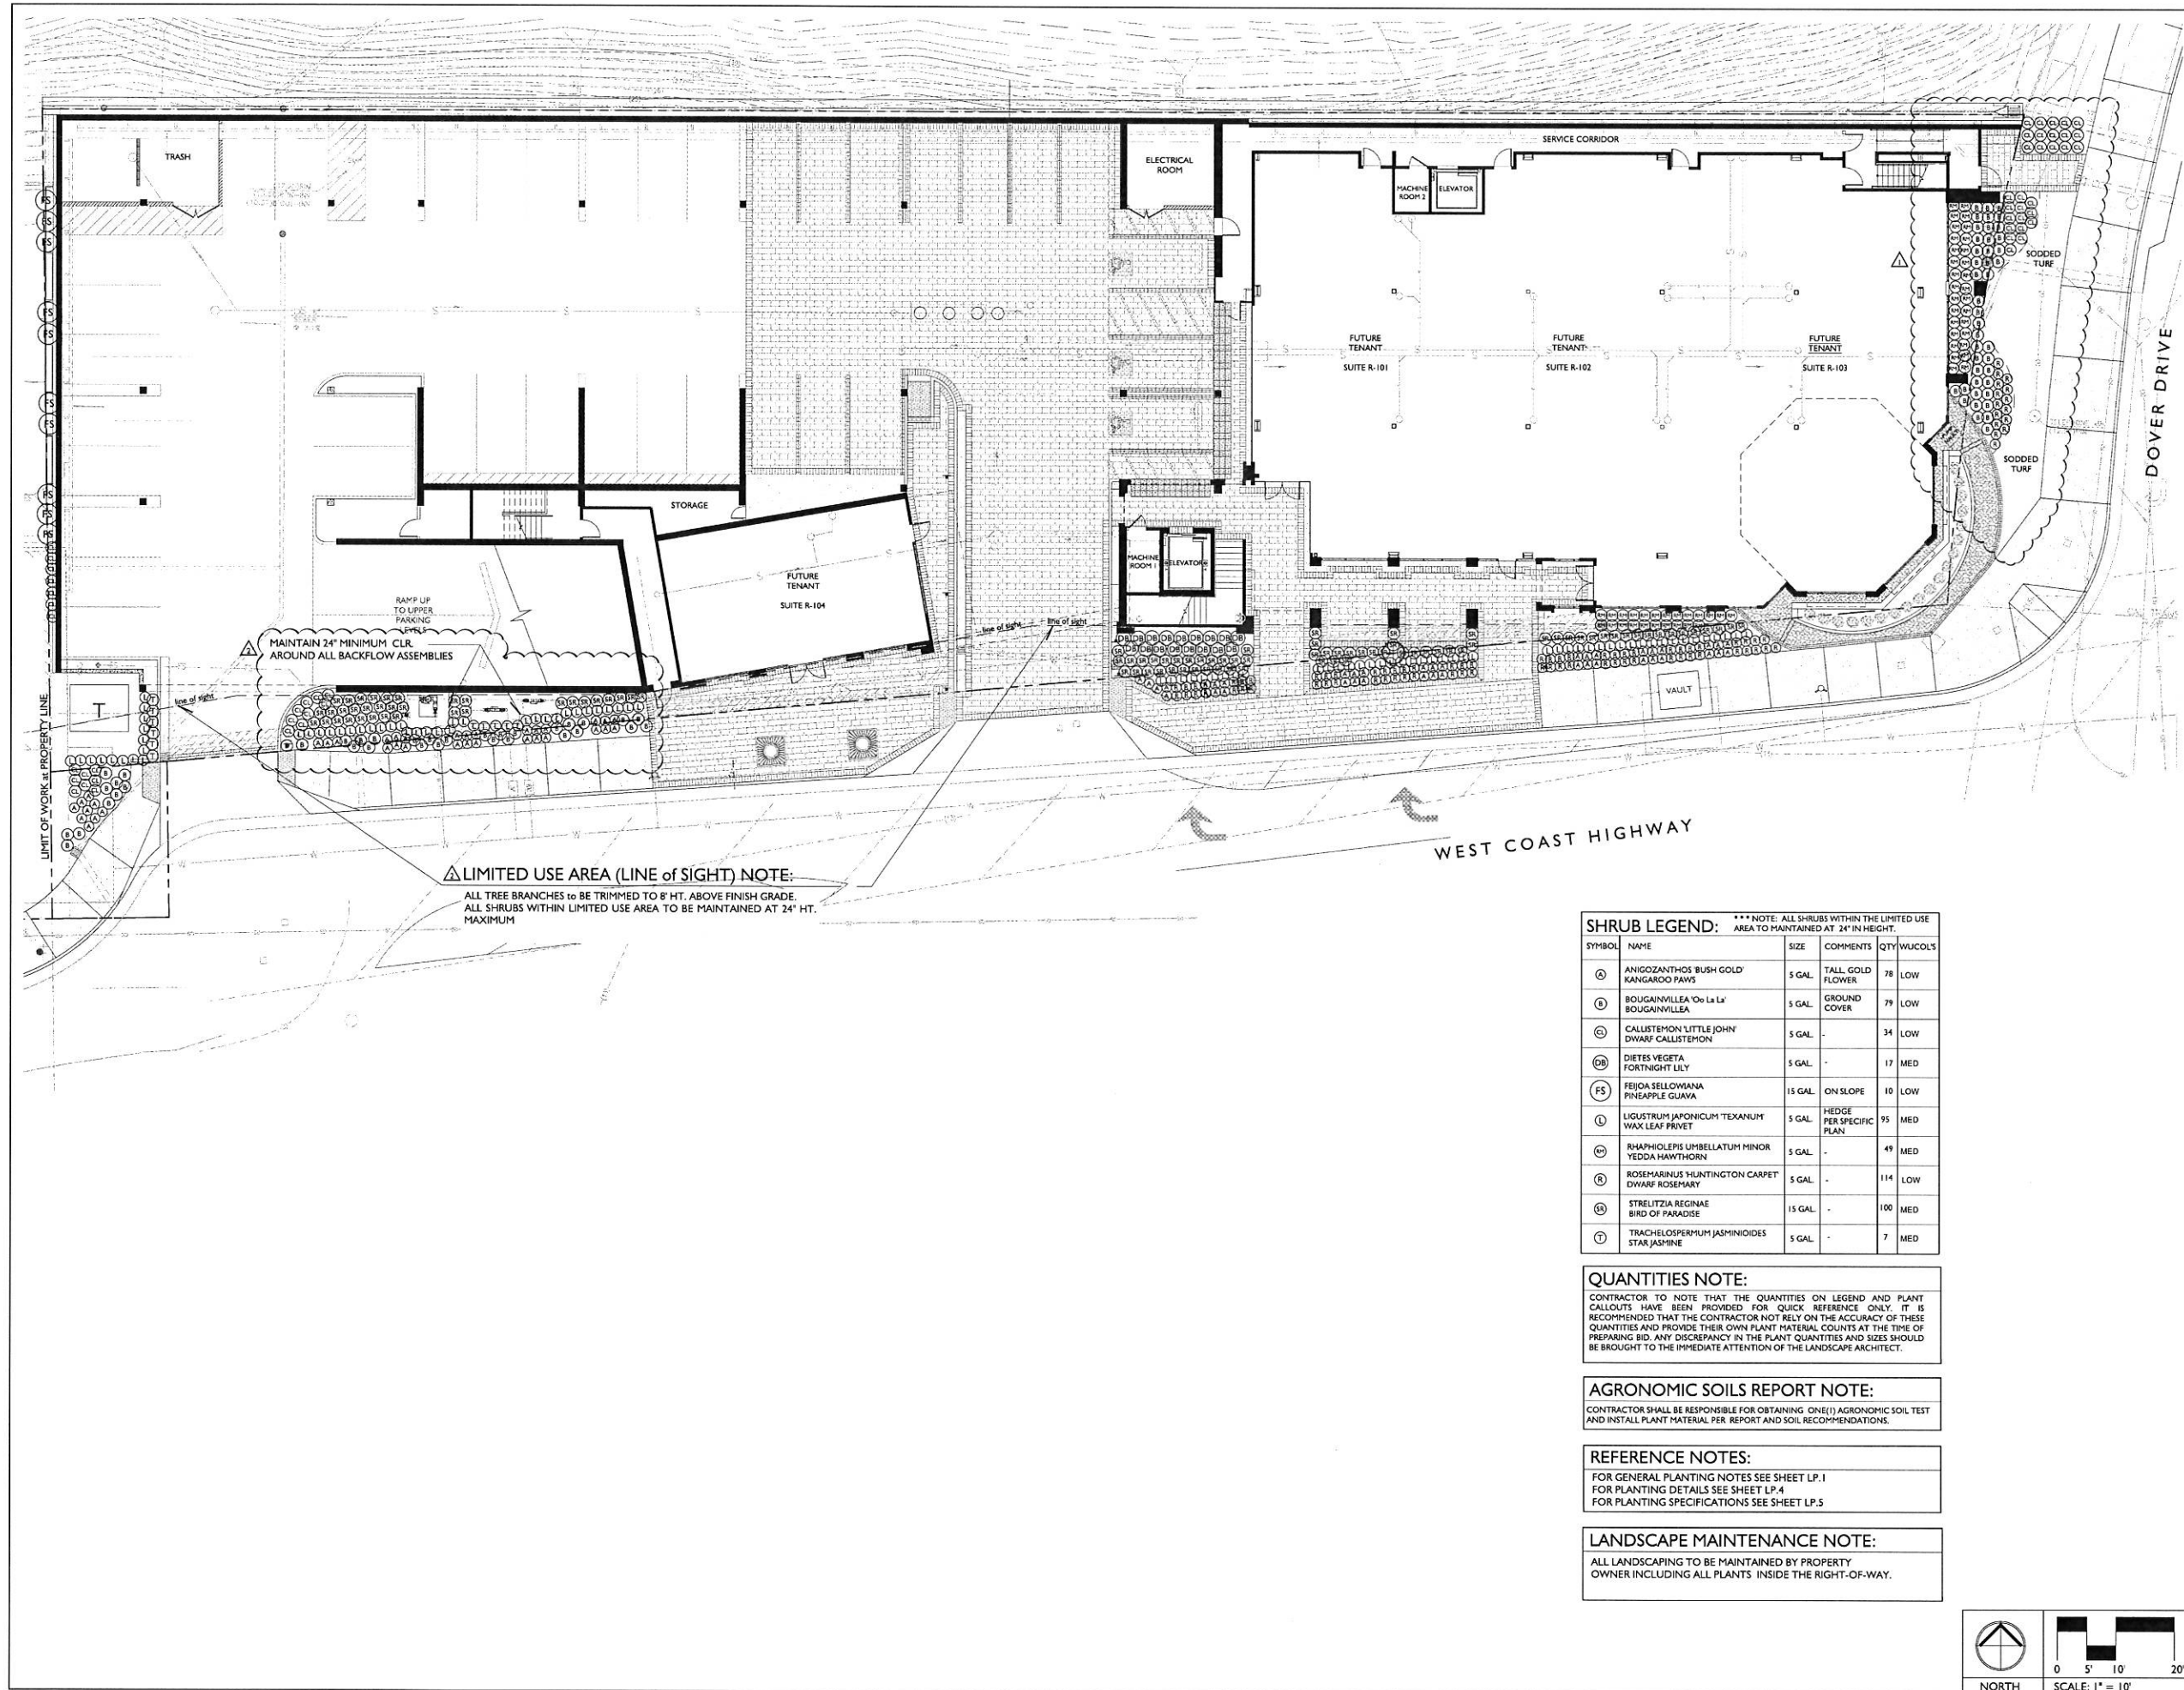 TRASH
ELECTRICAL
ROOM
SERVICE CORRIDOR
MACHINE
ROOM 2
ELEVATOR
SODDED
TURF
FUTURE
TENANT
SUITE R-101
FUTURE
TENANT
SUITE R-102
FUTURE
TENANT
SUITE R-103
DOVER DRIVE
SODDED
TURF
STORAGE
MACHINE
ROOM 1
ELEVATOR
FUTURE
TENANT
SUITE R-104
RAMP UP
TO UPPER
PARKING
LEVELS
line of sight
line of sight
2
MAINTAIN 24" MINIMUM CLR.
AROUND ALL BACKFLOW ASSEMBLIES
line of sight
T
VAULT
LIMIT OF WORK at PROPERTY LINE
WEST COAST HIGHWAY
LIMITED USE AREA (LINE of SIGHT) NOTE:
ALL TREE BRANCHES to BE TRIMMED TO 8' HT. ABOVE FINISH GRADE.
ALL SHRUBS WITHIN LIMITED USE AREA TO BE MAINTAINED AT 24" HT.
MAXIMUM
SHRUB LEGEND: * * * NOTE: ALL SHRUBS WITHIN THE LIMITED USE
AREA TO MAINTAINED AT 24" IN HEIGHT.
SYMBOL NAME SIZE COMMENTS QTY WUCOL'S
A ANIGOZANTHOS 'BUSH GOLD' KANGAROO PAWS 5 GAL. TALL, GOLD FLOWER 78 LOW
B BOUGAINVILLEA 'Oo La La' BOUGAINVILLEA 5 GAL. GROUND COVER 79 LOW
CL CALLISTEMON 'LITTLE JOHN' DWARF CALLISTEMON 5 GAL. - 34 LOW
DB DIETES VEGETA FORTNIGHT LILY 5 GAL. - 17 MED
FS FEIJOA SELLOWIANA PINEAPPLE GUAVA 15 GAL. ON SLOPE 10 LOW
L LIGUSTRUM JAPONICUM 'TEXANUM' WAX LEAF PRIVET 5 GAL. HEDGE PER SPECIFIC PLAN 95 MED
RM RHAPHIOLEPIS UMBELLATUM MINOR YEDDA HAWTHORN 5 GAL. - 49 MED
R ROSEMARINUS 'HUNTINGTON CARPET' DWARF ROSEMARY 5 GAL. - 114 LOW
SR STRELITZIA REGINAE BIRD OF PARADISE 15 GAL. - 100 MED
T TRACHELOSPERMUM JASMINIOIDES STAR JASMINE 5 GAL. - 7 MED
QUANTITIES NOTE:
CONTRACTOR TO NOTE THAT THE QUANTITIES ON LEGEND AND PLANT
CALLOUTS HAVE BEEN PROVIDED FOR QUICK REFERENCE ONLY. IT IS
RECOMMENDED THAT THE CONTRACTOR NOT RELY ON THE ACCURACY OF THESE
QUANTITIES AND PROVIDE THEIR OWN PLANT MATERIAL COUNTS AT THE TIME OF
PREPARING BID. ANY DISCREPANCY IN THE PLANT QUANTITIES AND SIZES SHOULD
BE BROUGHT TO THE IMMEDIATE ATTENTION OF THE LANDSCAPE ARCHITECT.
AGRONOMIC SOILS REPORT NOTE:
CONTRACTOR SHALL BE RESPONSIBLE FOR OBTAINING ONE(1) AGRONOMIC SOIL TEST
AND INSTALL PLANT MATERIAL PER REPORT AND SOIL RECOMMENDATIONS.
REFERENCE NOTES:
FOR GENERAL PLANTING NOTES SEE SHEET LP.1
FOR PLANTING DETAILS SEE SHEET LP.4
FOR PLANTING SPECIFICATIONS SEE SHEET LP.5
LANDSCAPE MAINTENANCE NOTE:
ALL LANDSCAPING TO BE MAINTAINED BY PROPERTY
OWNER INCLUDING ALL PLANTS INSIDE THE RIGHT-OF-WAY.
0 5' 10' 20'
NORTH SCALE: 1" = 10'